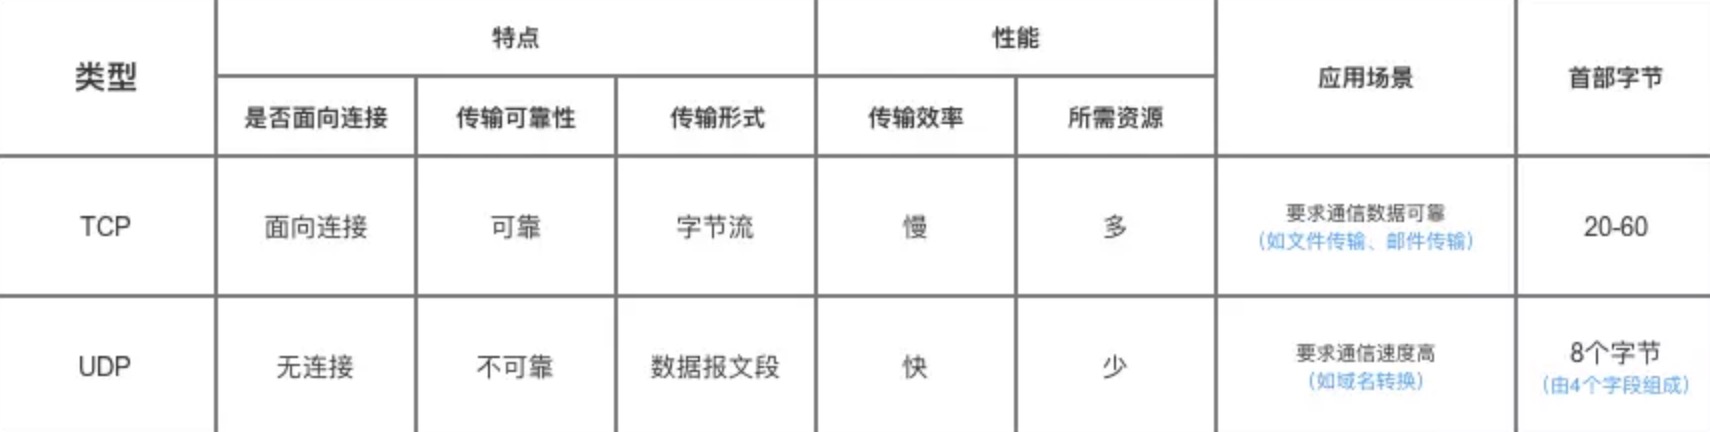 类型
特点
性能
应用场景
首部字节
是否面向连接
传输可靠性
传输形式
传输效率
所需资源
TCP
面向连接
可靠
字节流
慢
多
要求通信数据可靠
（如文件传输、邮件传输）
20-60
UDP
无连接
不可靠
数据报文段
快
少
要求通信速度高
（如域名转换）
8个字节
（由4个字段组成）